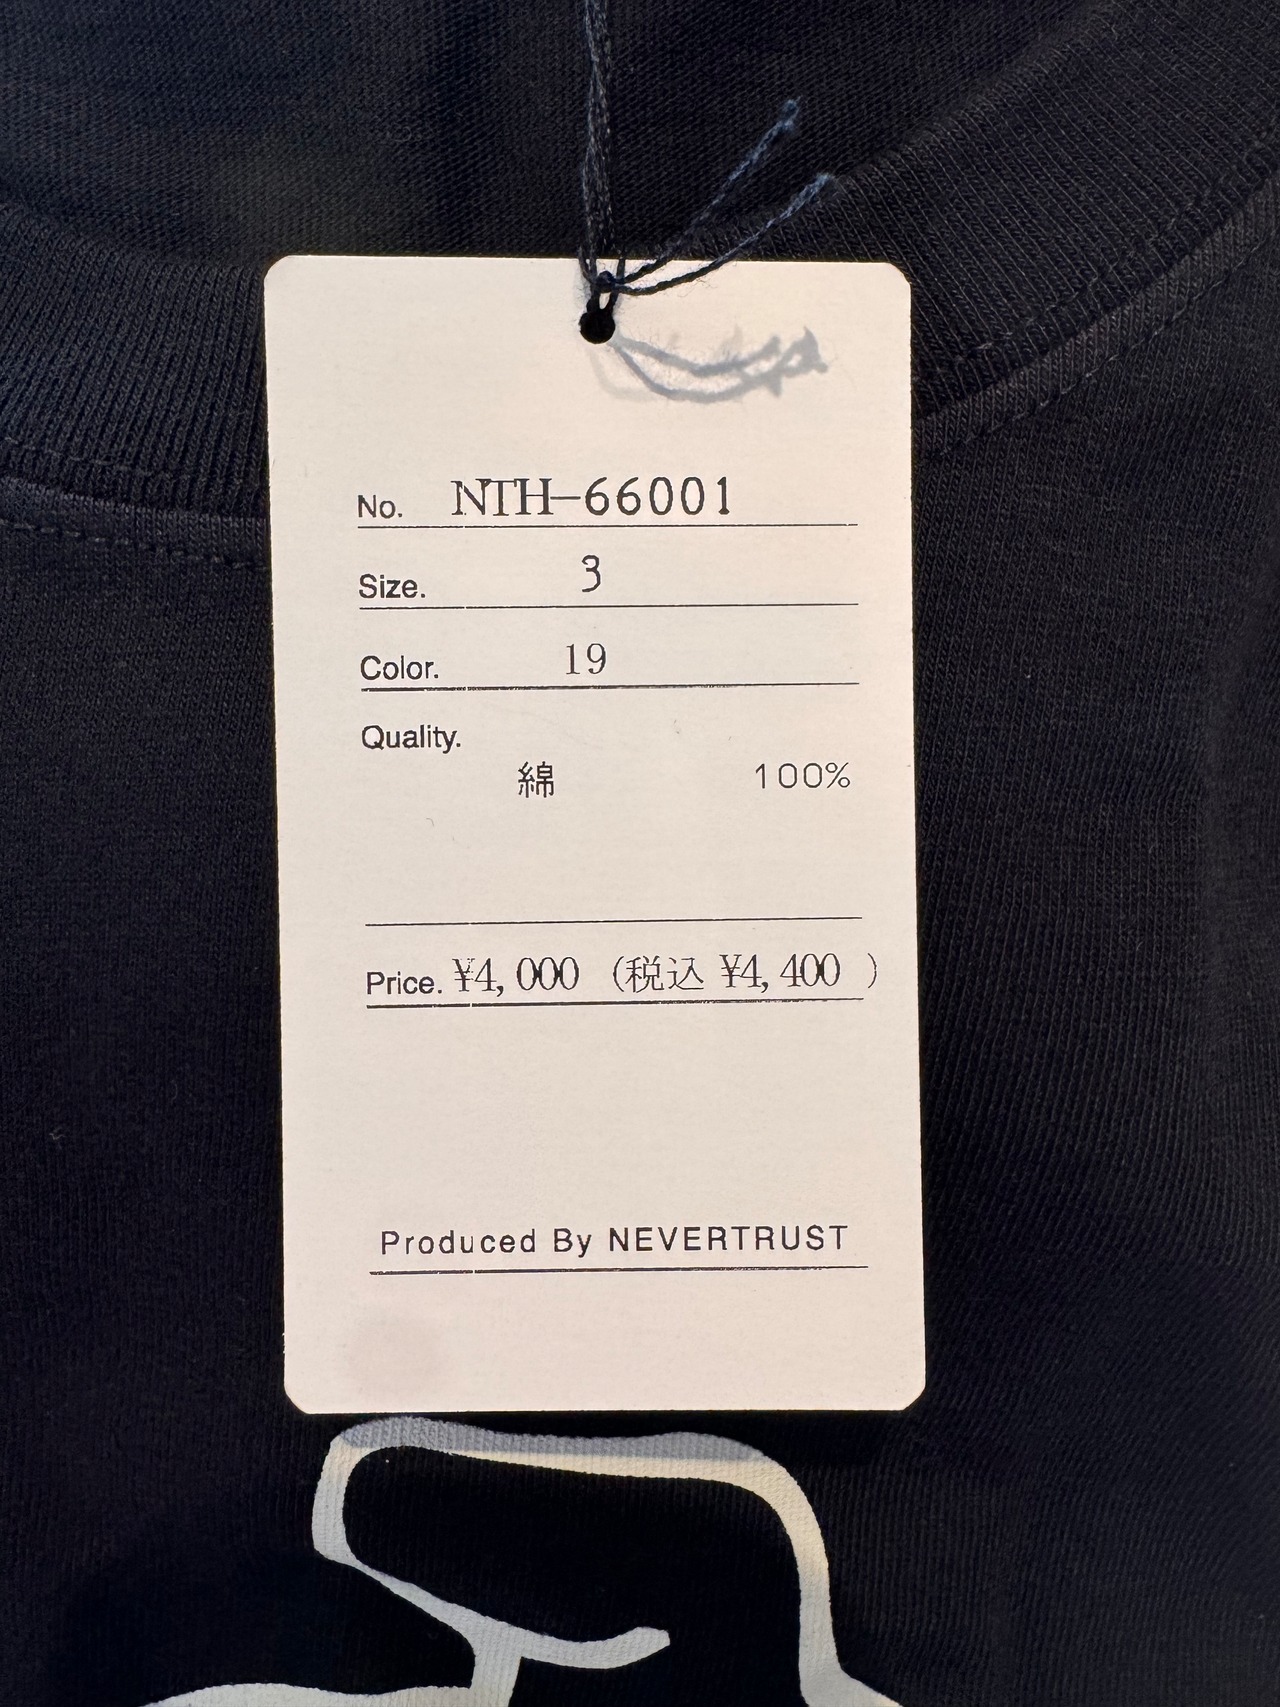 No. NTH-66001
Size. 3
Color. 19
Quality.
綿 100%
Price. ¥4,000 (税込 ¥4,400 )
Produced By NEVERTRUST